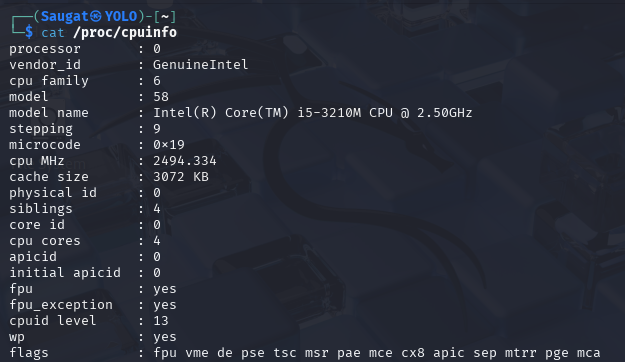 ┌──(Saugat㉿YOLO)-[~]
└─$ cat /proc/cpuinfo
processor : 0
vendor_id : GenuineIntel
cpu family : 6
model : 58
model name : Intel(R) Core(TM) i5-3210M CPU @ 2.50GHz
stepping : 9
microcode : 0×19
cpu MHz : 2494.334
cache size : 3072 KB
physical id : 0
siblings : 4
core id : 0
cpu cores : 4
apicid : 0
initial apicid : 0
fpu : yes
fpu_exception : yes
cpuid level : 13
wp : yes
flags : fpu vme de pse tsc msr pae mce cx8 apic sep mtrr pge mca